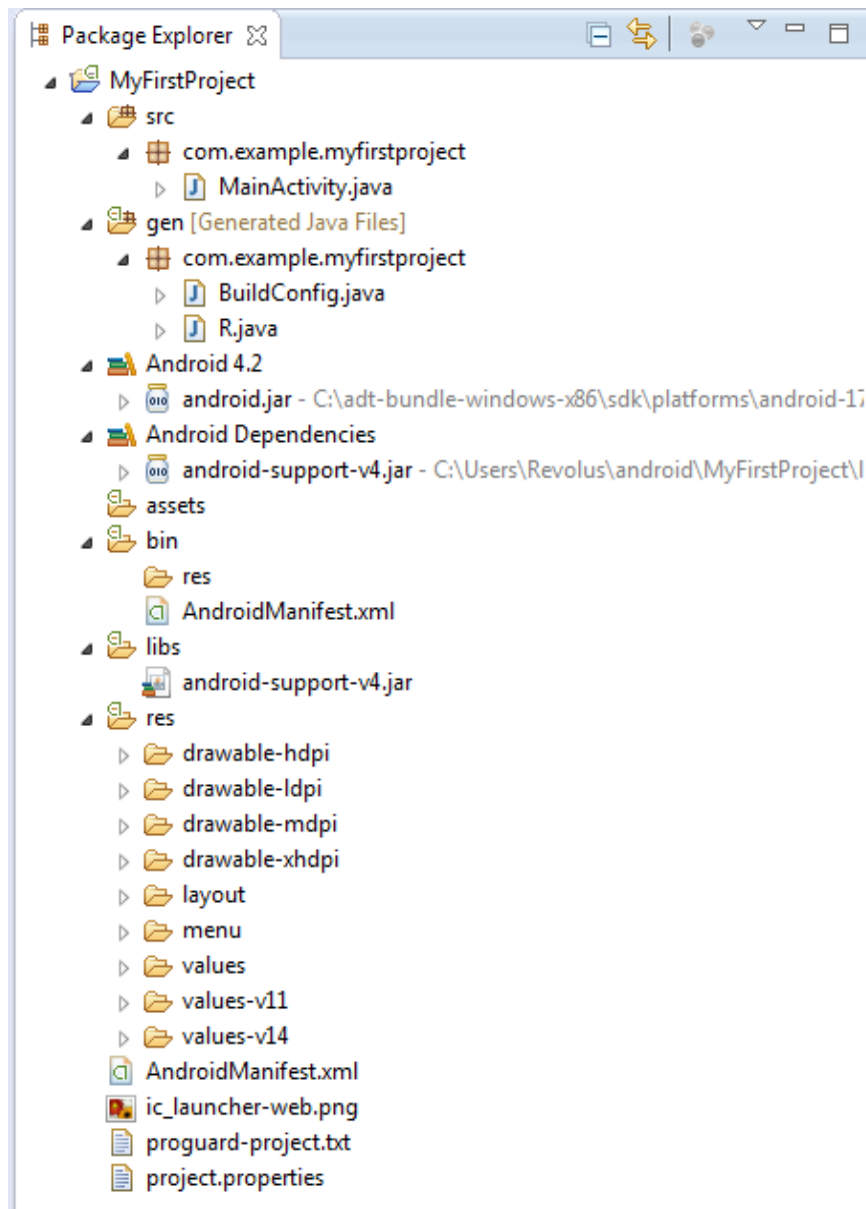 Package Explorer
MyFirstProject
src
com.example.myfirstproject
MainActivity.java
gen [Generated Java Files]
com.example.myfirstproject
BuildConfig.java
R.java
Android 4.2
android.jar - C:\adt-bundle-windows-x86\sdk\platforms\android-17
Android Dependencies
android-support-v4.jar - C:\Users\Revolus\android\MyFirstProject\l
assets
bin
res
AndroidManifest.xml
libs
android-support-v4.jar
res
drawable-hdpi
drawable-ldpi
drawable-mdpi
drawable-xhdpi
layout
menu
values
values-v11
values-v14
AndroidManifest.xml
ic_launcher-web.png
proguard-project.txt
project.properties